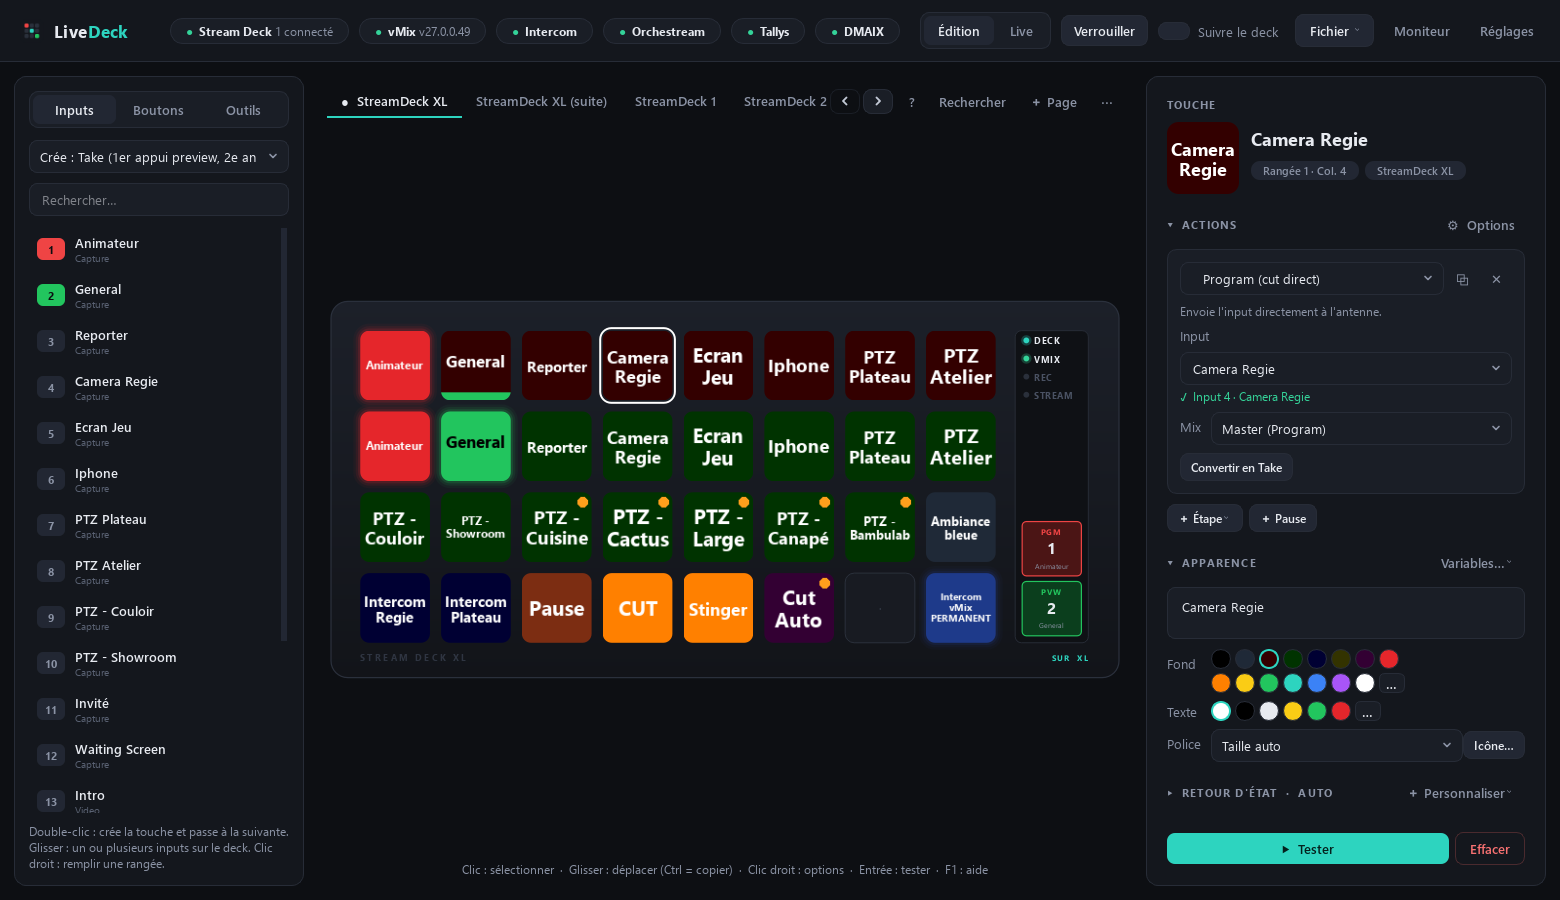 LiveDeck
Stream Deck 1 connecté
vMix v27.0.0.49
Intercom
Orchestream
Tallys
DMAIX
Édition
Live
Verrouiller
Suivre le deck
Fichier
Moniteur
Réglages
Inputs
Boutons
Outils
Crée : Take (1er appui preview, 2e an
Rechercher...
1
Animateur
Capture
2
General
Capture
3
Reporter
Capture
4
Camera Regie
Capture
5
Ecran Jeu
Capture
6
Iphone
Capture
7
PTZ Plateau
Capture
8
PTZ Atelier
Capture
9
PTZ - Couloir
Capture
10
PTZ - Showroom
Capture
11
Invité
Capture
12
Waiting Screen
Capture
13
Intro
Video
Double-clic : crée la touche et passe à la suivante.
Glisser : un ou plusieurs inputs sur le deck. Clic
droit : remplir une rangée.
● StreamDeck XL
StreamDeck XL (suite)
StreamDeck 1
StreamDeck 2
?
Rechercher
+ Page
...
Animateur
General
Reporter
Camera
Regie
Ecran
Jeu
Iphone
PTZ
Plateau
PTZ
Atelier
Animateur
General
Reporter
Camera
Regie
Ecran
Jeu
Iphone
PTZ
Plateau
PTZ
Atelier
PTZ -
Couloir
PTZ -
Showroom
PTZ -
Cuisine
PTZ -
Cactus
PTZ -
Large
PTZ -
Canapé
PTZ -
Bambulab
Ambiance
bleue
Intercom
Regie
Intercom
Plateau
Pause
CUT
Stinger
Cut
Auto
Intercom
vMix
PERMANENT
DECK
VMIX
REC
STREAM
PGM
1
Animateur
PVW
2
General
STREAM DECK XL
SUR XL
Clic : sélectionner · Glisser : déplacer (Ctrl = copier) · Clic droit : options · Entrée : tester · F1 : aide
TOUCHE
Camera
Regie
Camera Regie
Rangée 1 · Col. 4
StreamDeck XL
ACTIONS
Options
Program (cut direct)
Envoie l'input directement à l'antenne.
Input
Camera Regie
✓ Input 4 · Camera Regie
Mix
Master (Program)
Convertir en Take
+ Étape
+ Pause
APPARENCE
Variables...
Camera Regie
Fond
...
Texte
...
Police
Taille auto
Icône...
RETOUR D'ÉTAT · AUTO
+ Personnaliser
Tester
Effacer